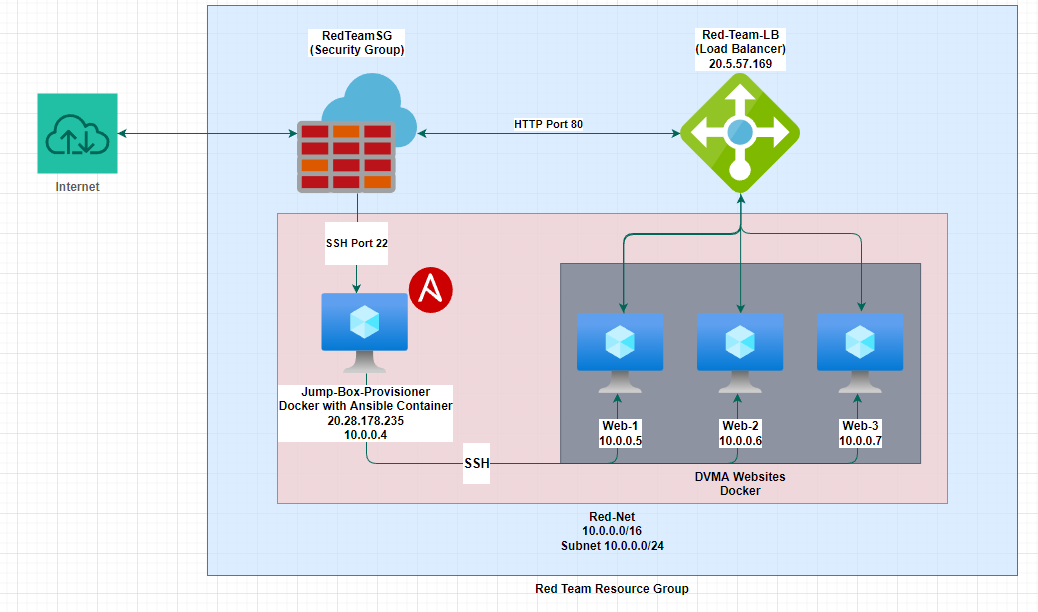 RedTeamSG
(Security Group)
Red-Team-LB
(Load Balancer)
20.5.57.169
HTTP Port 80
Internet
SSH Port 22
Jump-Box-Provisioner
Docker with Ansible Container
20.28.178.235
10.0.0.4
Web-1
10.0.0.5
Web-2
10.0.0.6
Web-3
10.0.0.7
SSH
DVMA Websites
Docker
Red-Net
10.0.0.0/16
Subnet 10.0.0.0/24
Red Team Resource Group